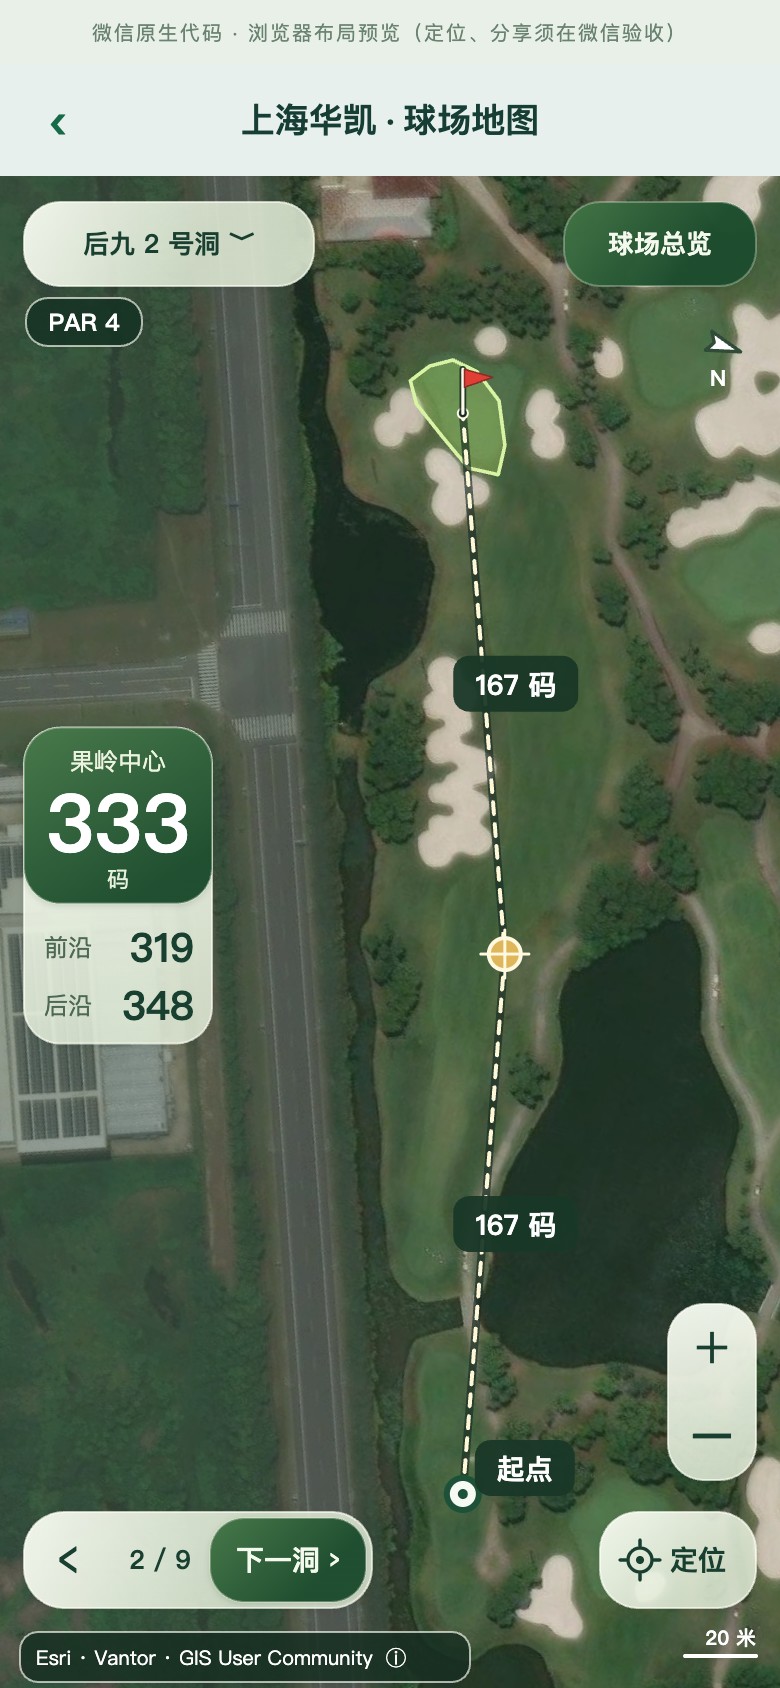 微信原生代码 · 浏览器布局预览（定位、分享须在微信验收）
‹ 上海华凯 · 球场地图
后九 2 号洞
球场总览
PAR 4
N
167 码
果岭中心
333
码
前沿 319
后沿 348
167 码
+
−
起点
< 2 / 9 下一洞 ›
定位
20 米
Esri · Vantor · GIS User Community ⓘ